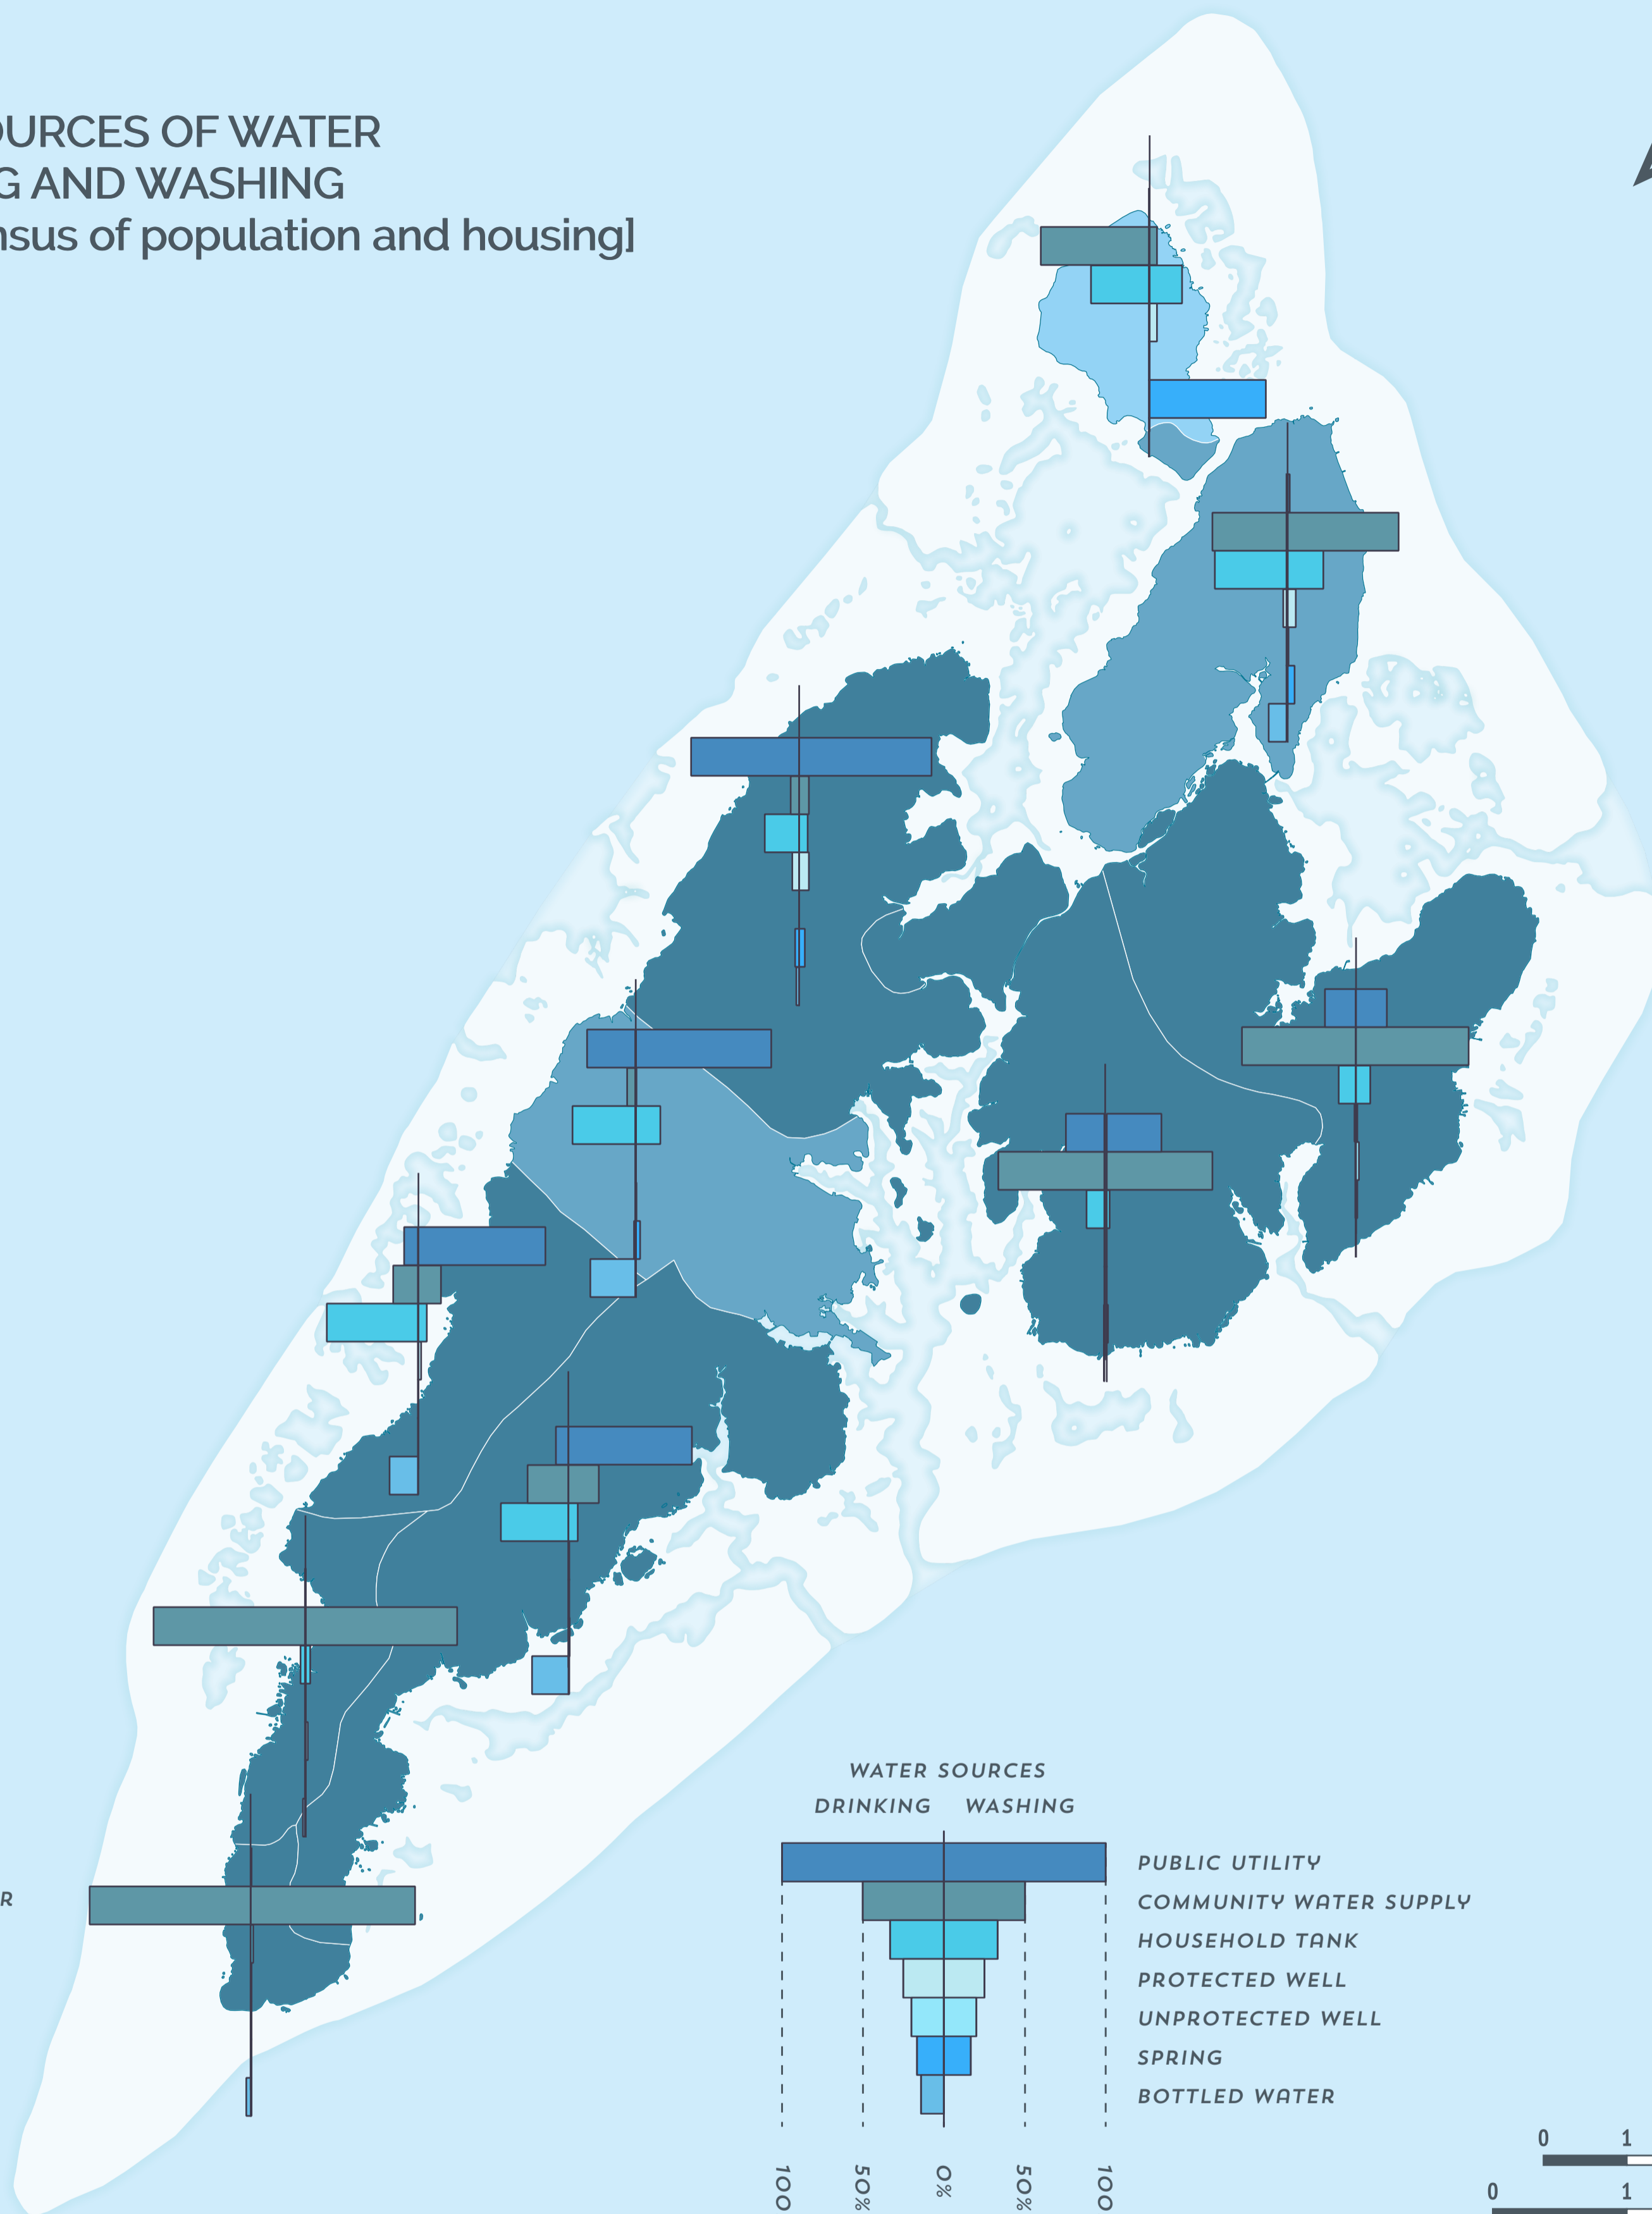 OURCES OF WATER
G AND WASHING
nsus of population and housing]
WATER SOURCES
DRINKING WASHING
PUBLIC UTILITY
COMMUNITY WATER SUPPLY
HOUSEHOLD TANK
PROTECTED WELL
UNPROTECTED WELL
SPRING
BOTTLED WATER
R
100 50% 0% 50% 100
0 1
0 1